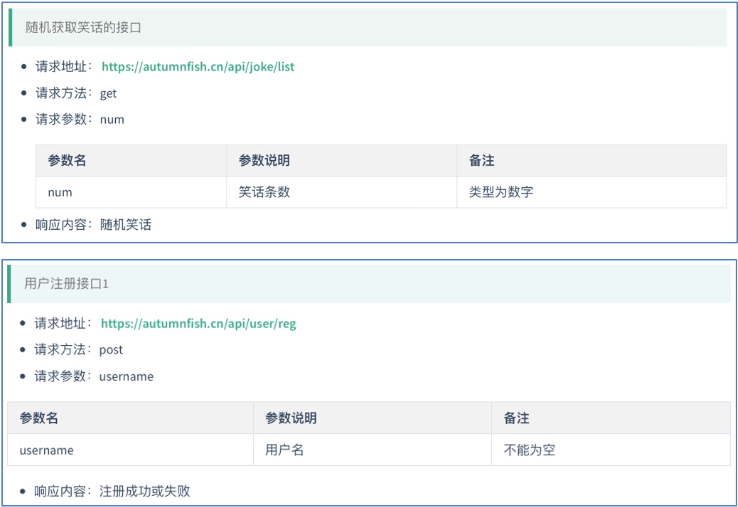 随机获取笑话的接口
请求地址：https://autumnfish.cn/api/joke/list
请求方法：get
请求参数：num
参数名 参数说明 备注
num 笑话条数 类型为数字
响应内容：随机笑话
用户注册接口1
请求地址：https://autumnfish.cn/api/user/reg
请求方法：post
请求参数：username
参数名 参数说明 备注
username 用户名 不能为空
响应内容：注册成功或失败